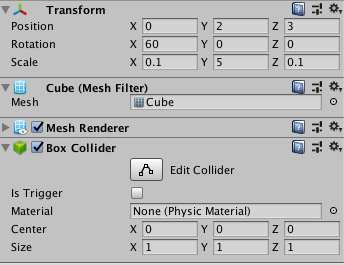 Transform
Position X 0 Y 2 Z 3
Rotation X 60 Y 0 Z 0
Scale X 0.1 Y 5 Z 0.1
Cube (Mesh Filter)
Mesh Cube
Mesh Renderer
Box Collider
Edit Collider
Is Trigger
Material None (Physic Material)
Center X 0 Y 0 Z 0
Size X 1 Y 1 Z 1